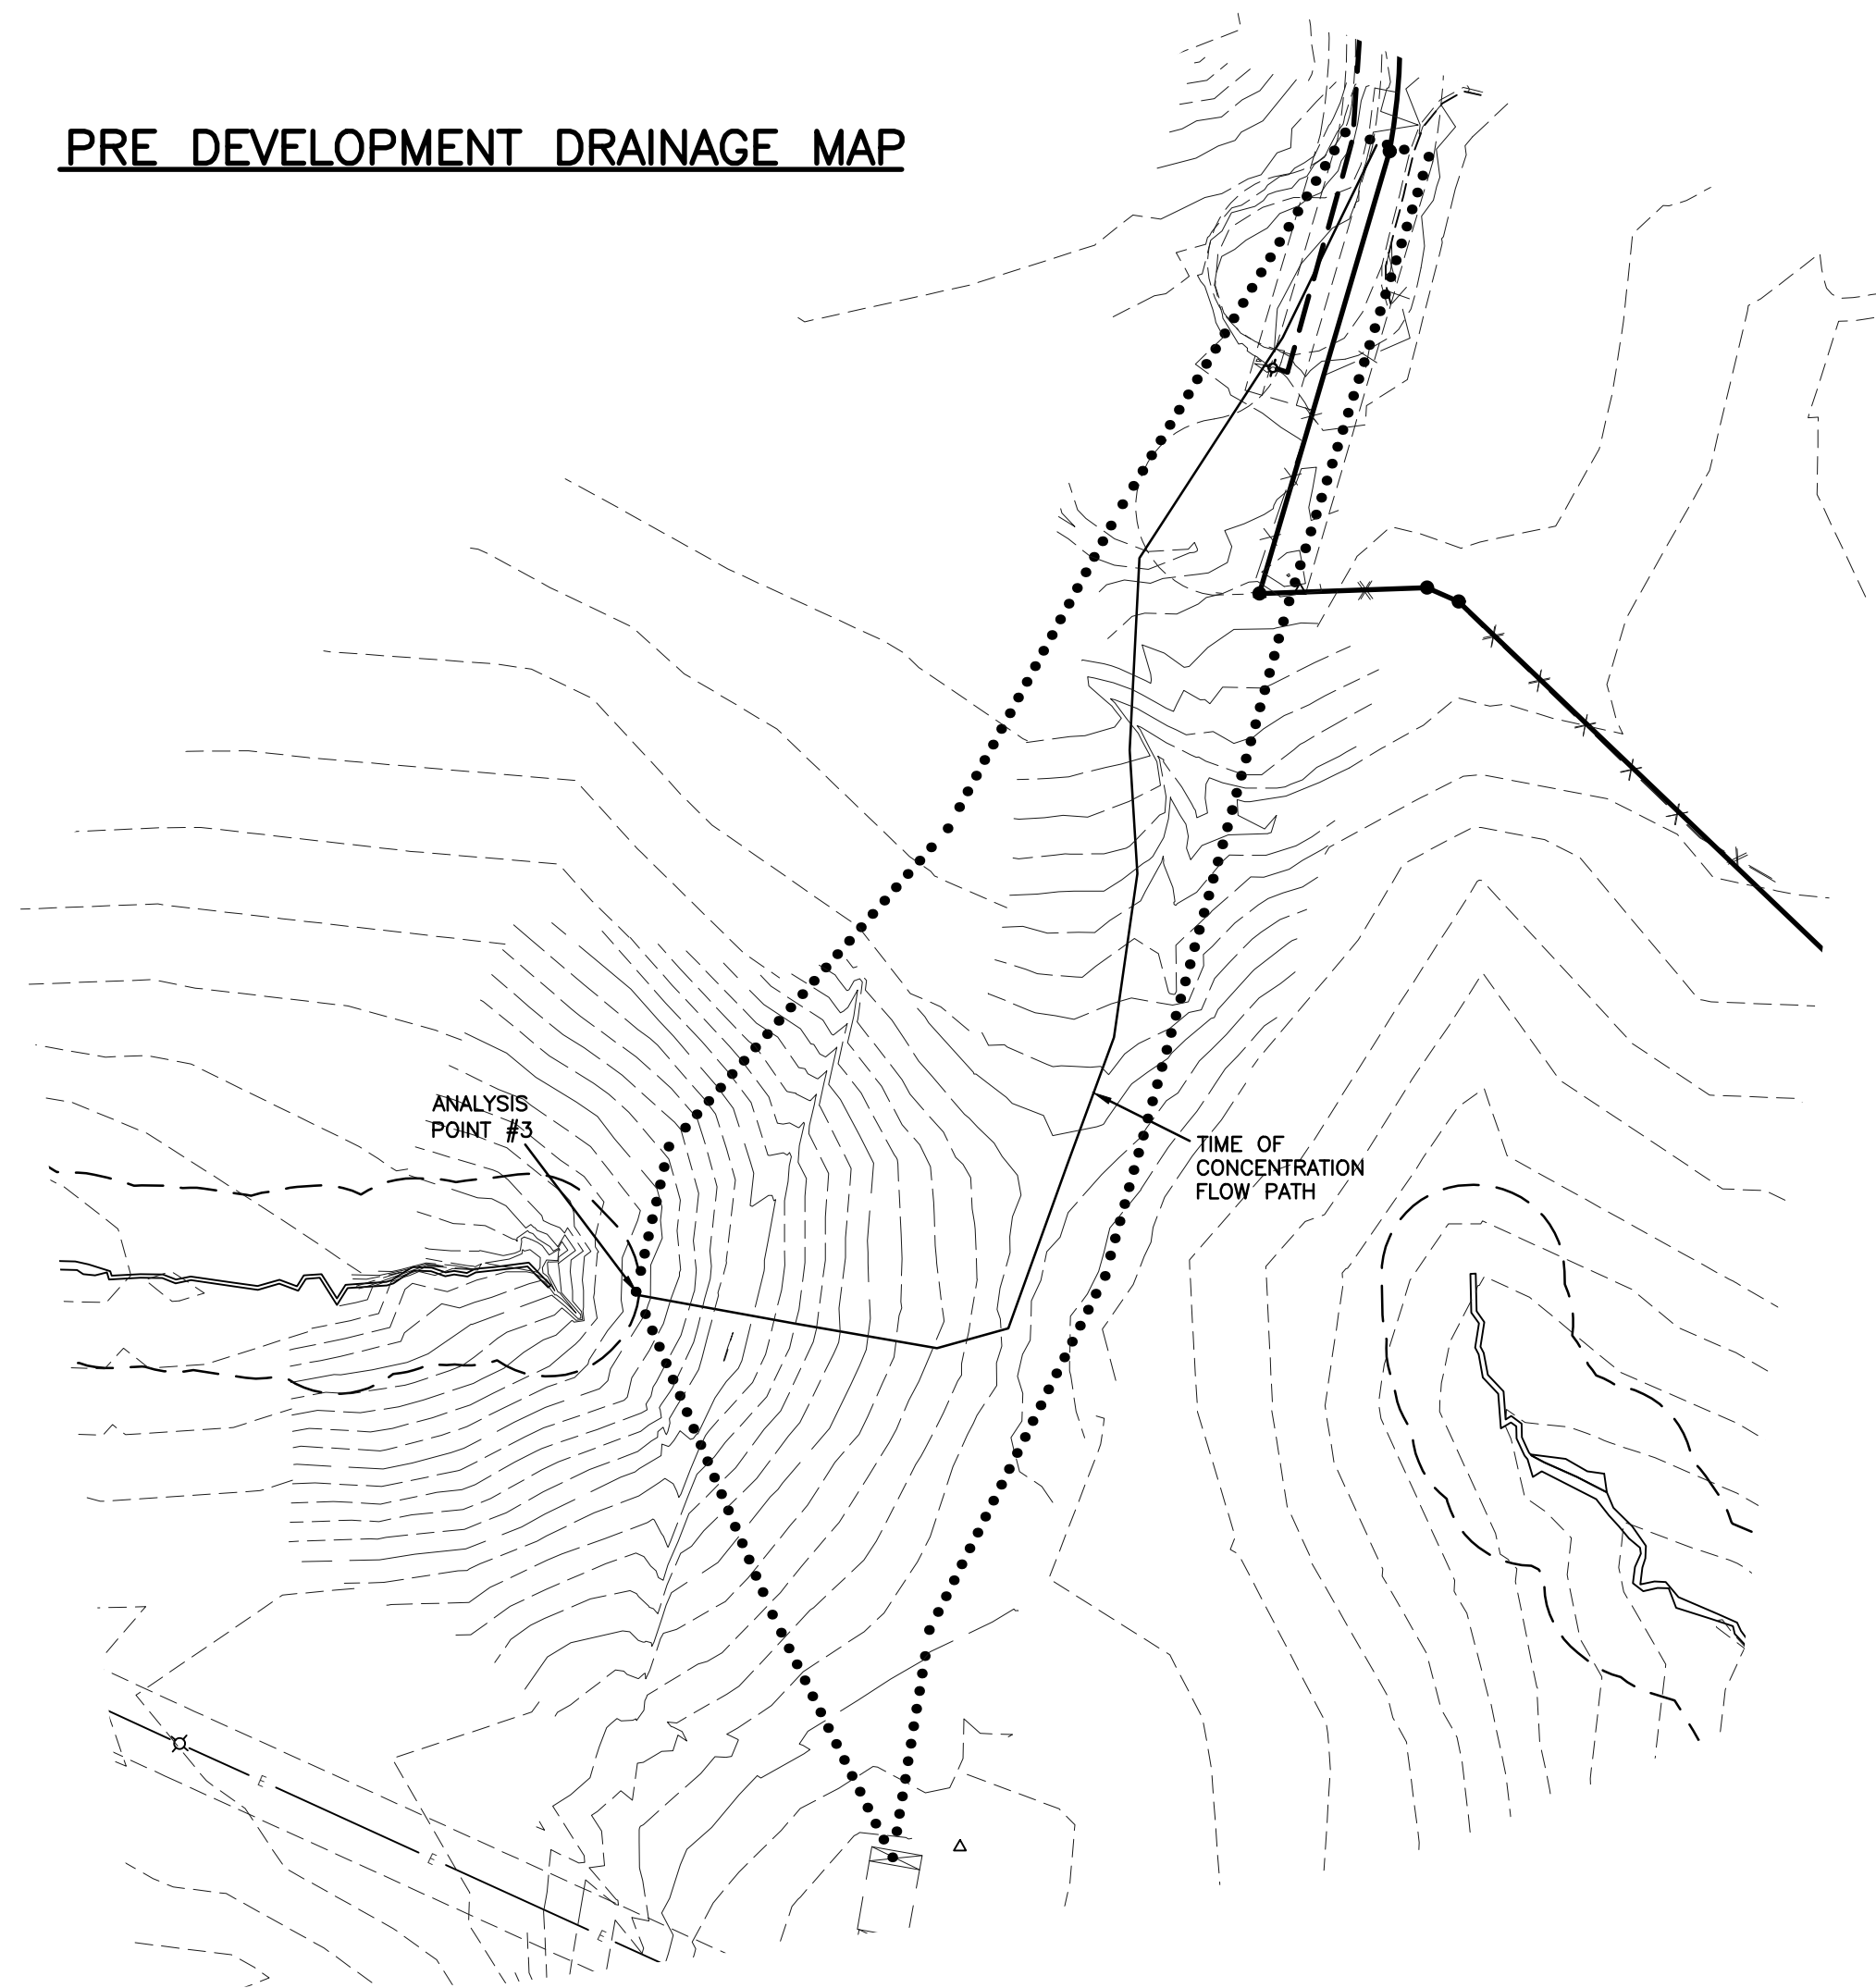 PRE DEVELOPMENT DRAINAGE MAP
ANALYSIS
POINT #3
TIME OF
CONCENTRATION
FLOW PATH
E
E
E